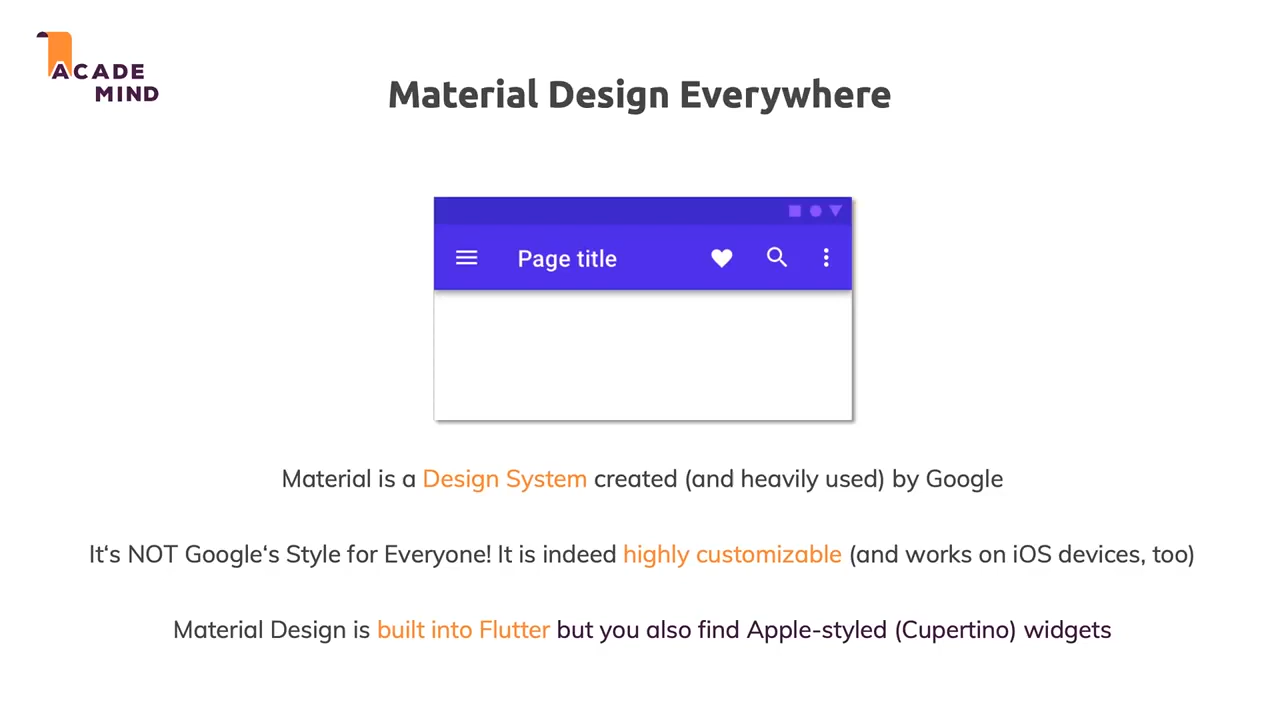 ACADE
MIND
Material Design Everywhere
Page title
Material is a Design System created (and heavily used) by Google
It‘s NOT Google‘s Style for Everyone! It is indeed highly customizable (and works on iOS devices, too)
Material Design is built into Flutter but you also find Apple-styled (Cupertino) widgets